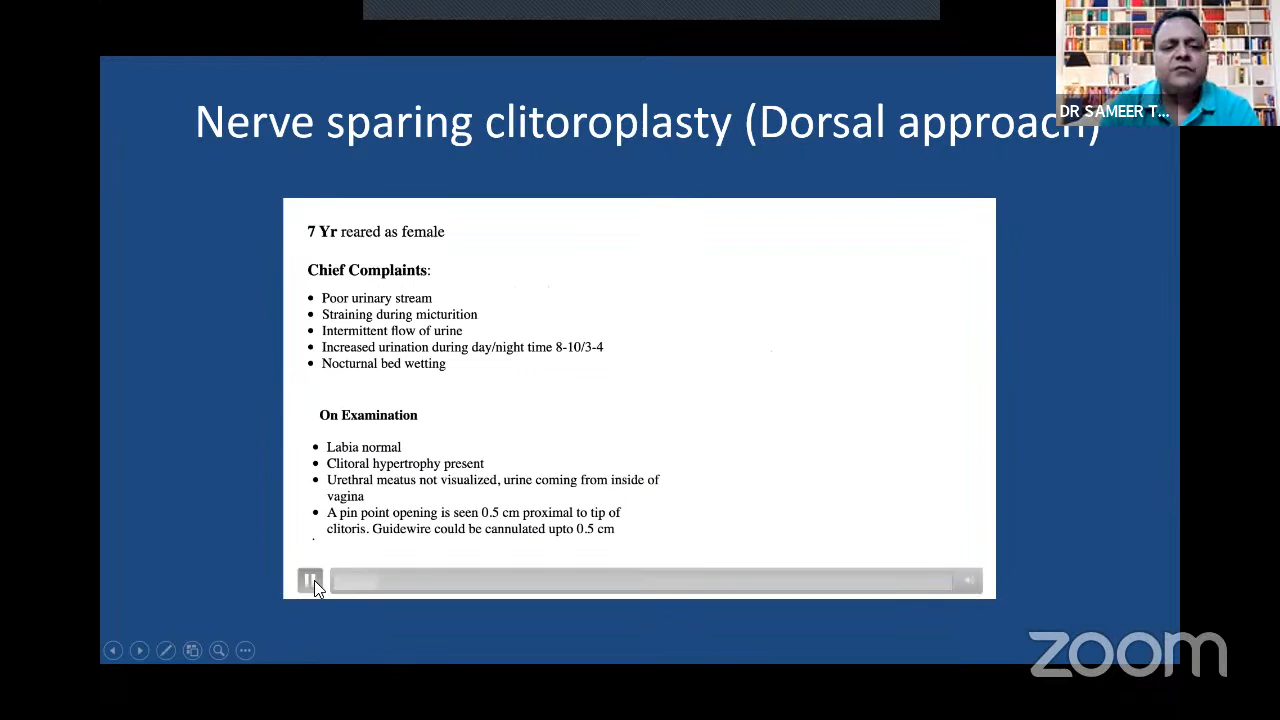 DR SAMEER T...
Nerve sparing clitoroplasty (Dorsal approach)
7 Yr reared as female
Chief Complaints:
• Poor urinary stream
• Straining during micturition
• Intermittent flow of urine
• Increased urination during day/night time 8-10/3-4
• Nocturnal bed wetting
On Examination
• Labia normal
• Clitoral hypertrophy present
• Urethral meatus not visualized, urine coming from inside of
vagina
• A pin point opening is seen 0.5 cm proximal to tip of
clitoris. Guidewire could be cannulated upto 0.5 cm
zoom